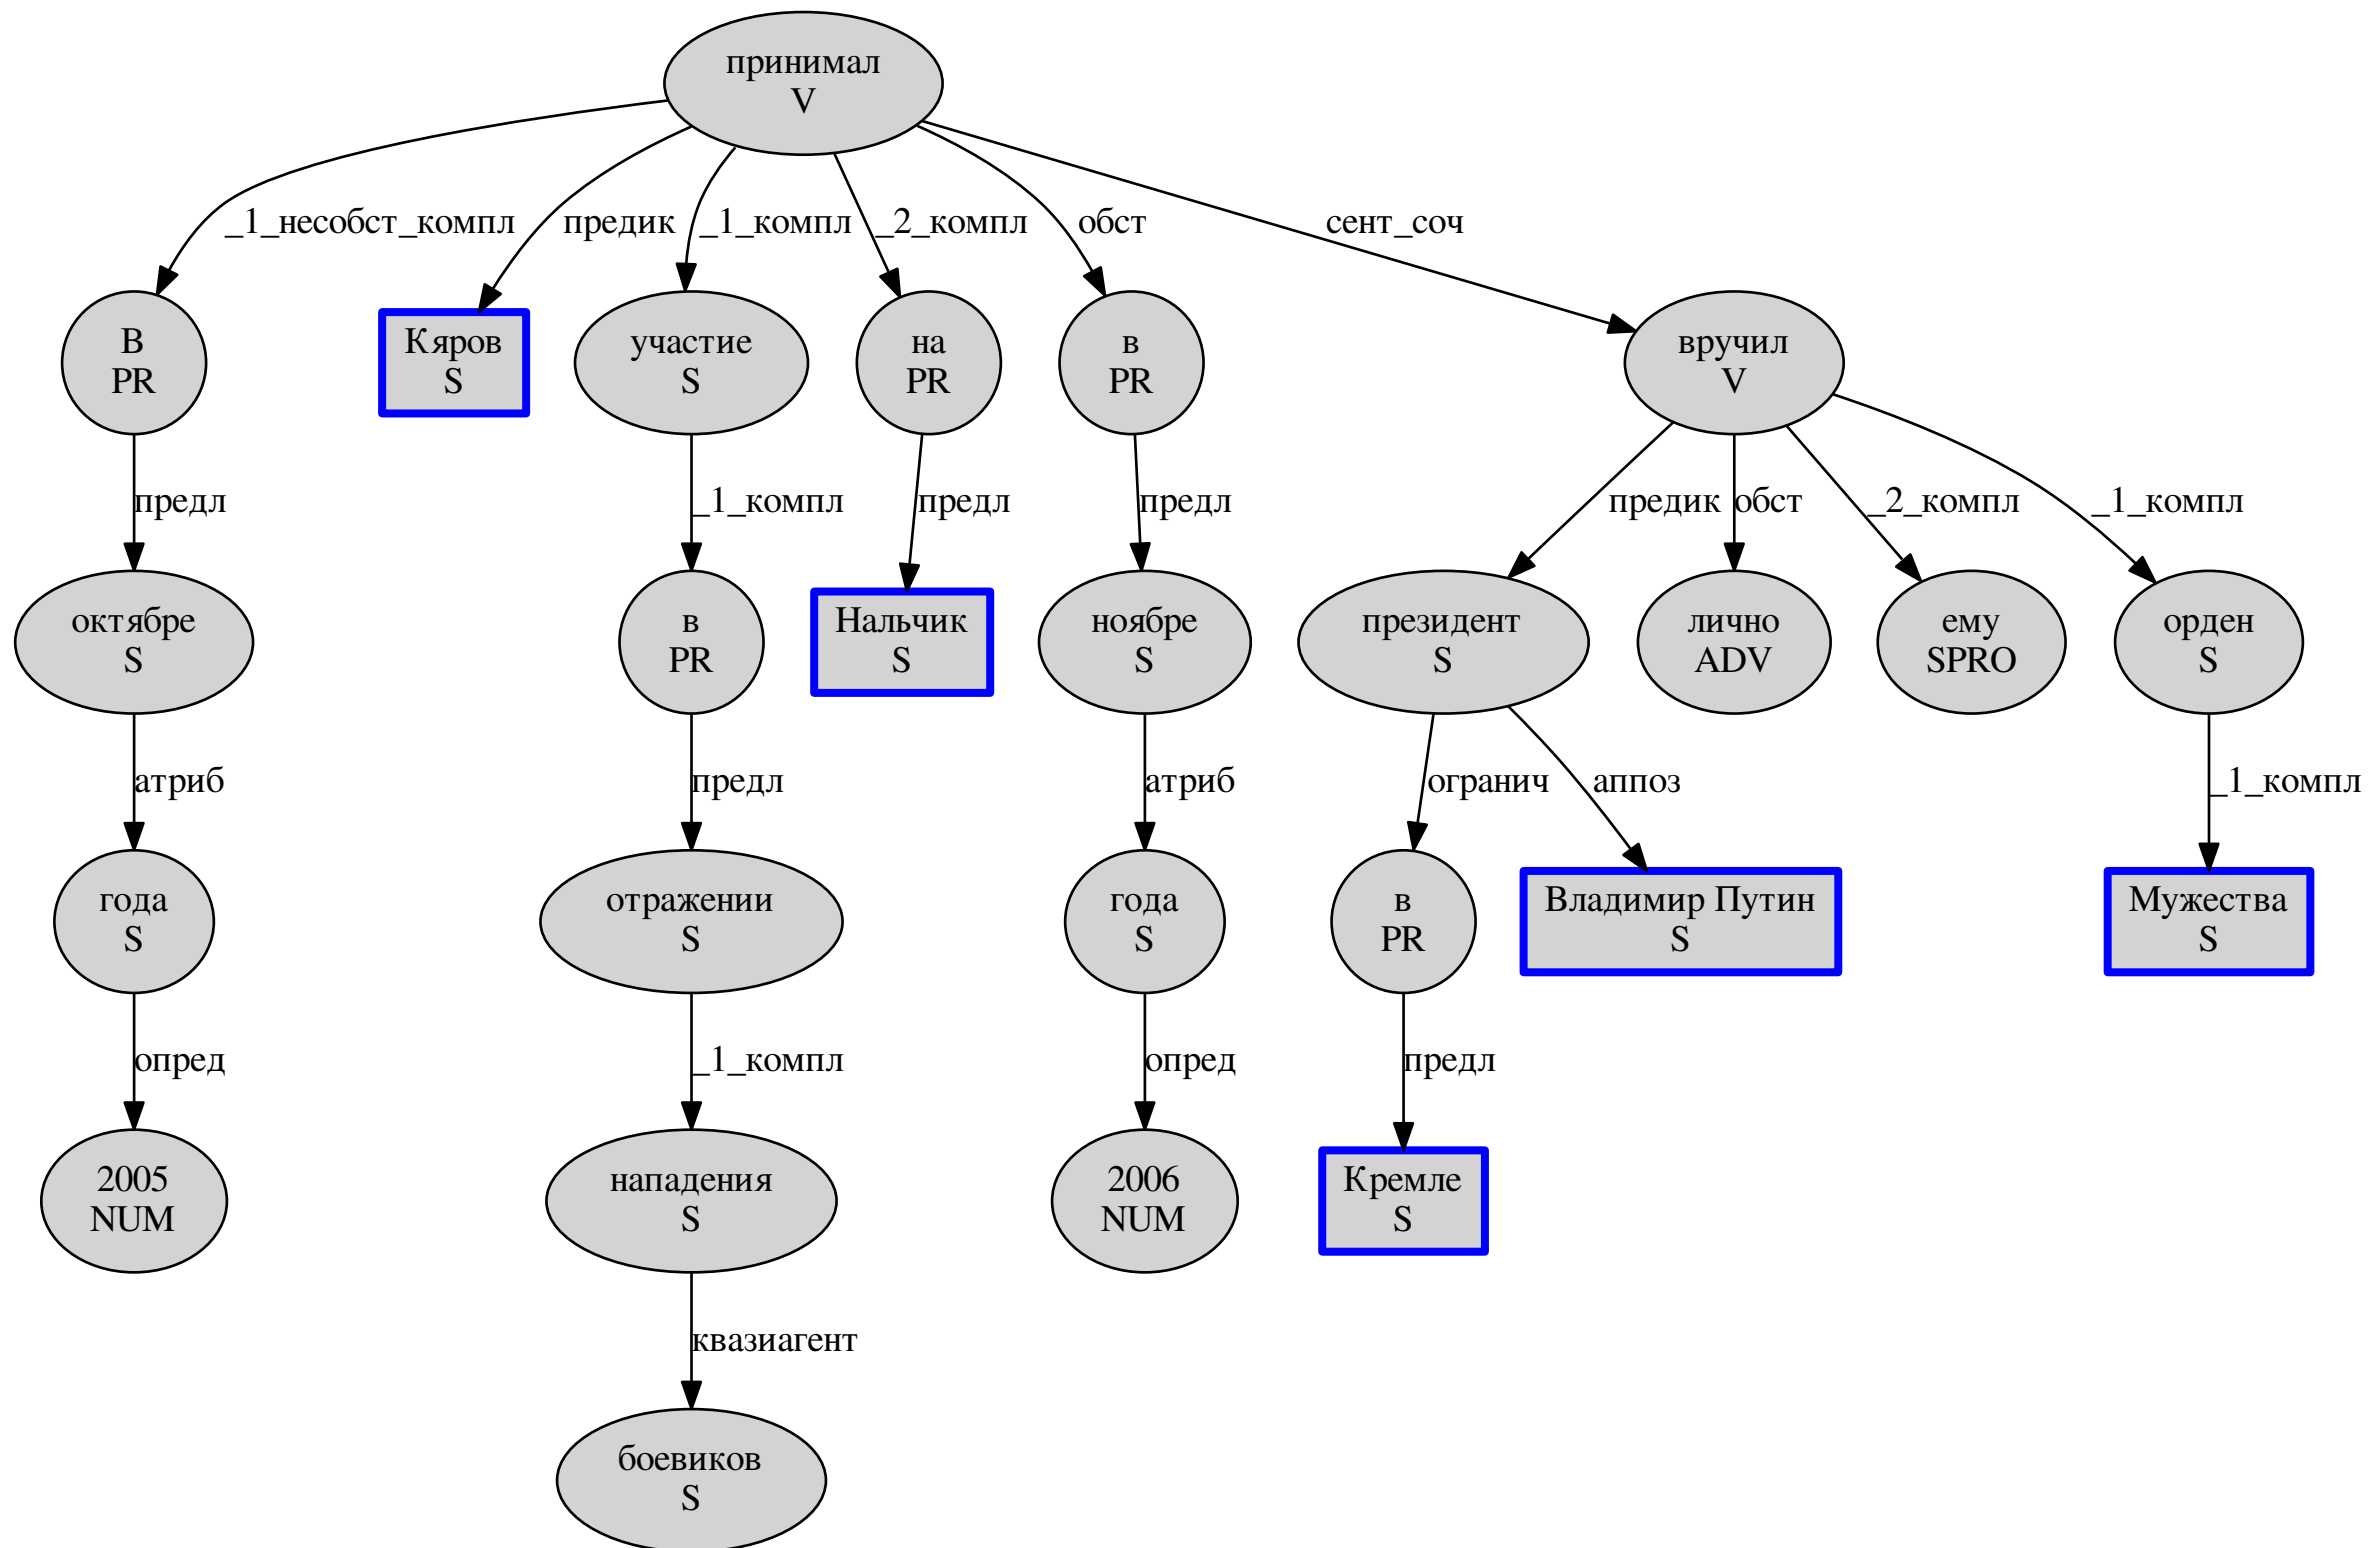 принимал
V
_1_несобст_компл
предик
_1_компл
_2_компл
обст
сент_соч
В
PR
Кяров
S
участие
S
на
PR
в
PR
вручил
V
предл
_1_компл
предл
предл
предик
обст
_2_компл
_1_компл
октябре
S
в
PR
Нальчик
S
ноябре
S
президент
S
лично
ADV
ему
SPRO
орден
S
атриб
предл
атриб
огранич
аппоз
_1_компл
года
S
отражении
S
года
S
в
PR
Владимир Путин
S
Мужества
S
опред
_1_компл
опред
предл
2005
NUM
нападения
S
2006
NUM
Кремле
S
квазиагент
боевиков
S